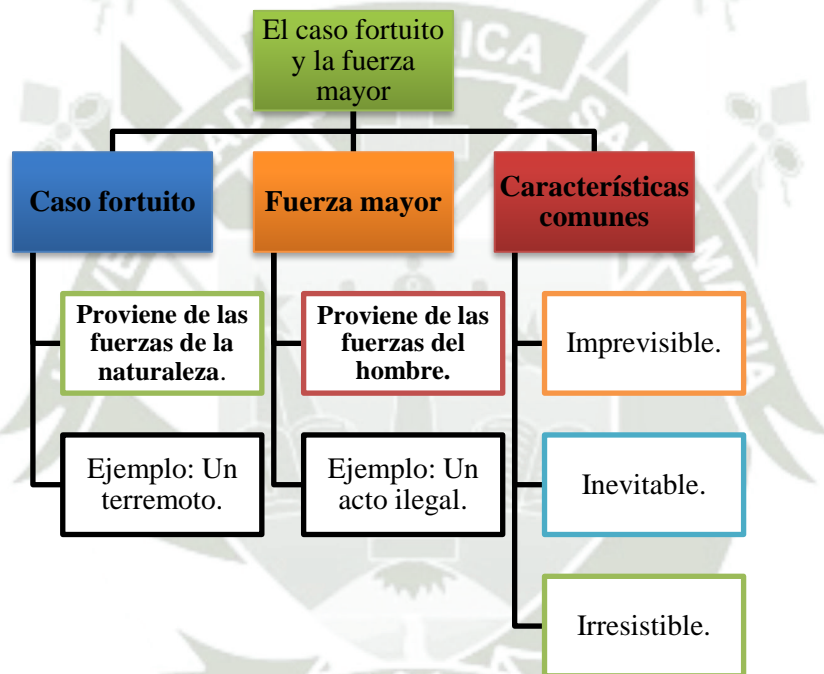 El caso fortuito
y la fuerza
mayor
Caso fortuito
Proviene de las
fuerzas de la
naturaleza.
Ejemplo: Un
terremoto.
Fuerza mayor
Proviene de las
fuerzas del
hombre.
Ejemplo: Un
acto ilegal.
Características
comunes
Imprevisible.
Inevitable.
Irresistible.